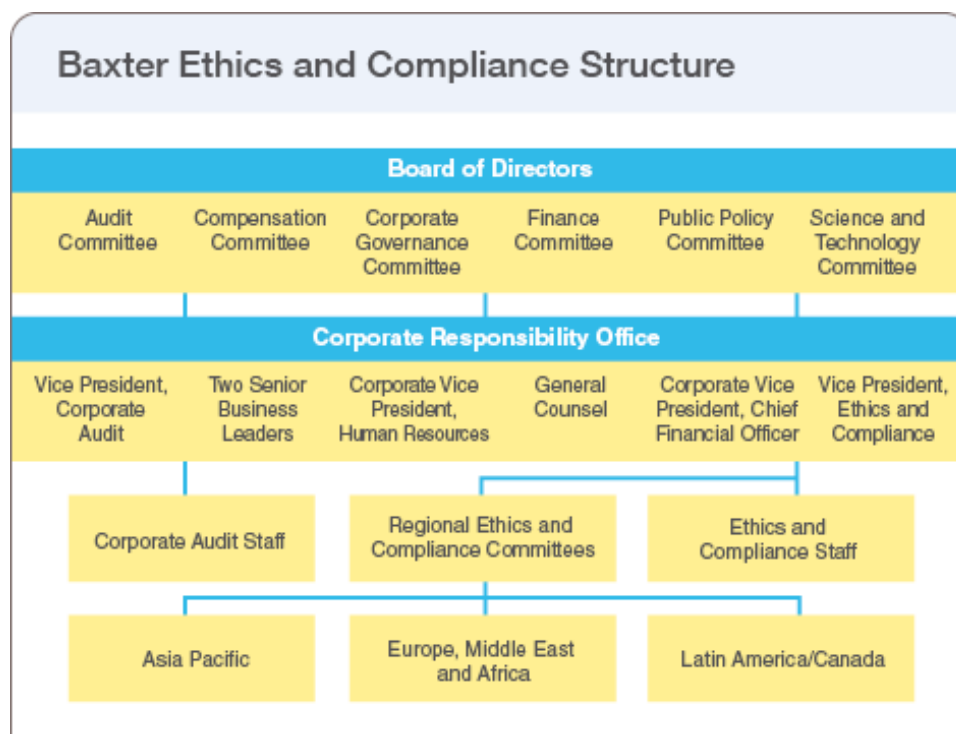 Baxter Ethics and Compliance Structure
Board of Directors
Audit
Committee
Compensation
Committee
Corporate
Governance
Committee
Finance
Committee
Public Policy
Committee
Science and
Technology
Committee
Corporate Responsibility Office
Vice President,
Corporate
Audit
Two Senior
Business
Leaders
Corporate Vice
President,
Human Resources
General
Counsel
Corporate Vice
President, Chief
Financial Officer
Vice President,
Ethics and
Compliance
Corporate Audit Staff
Regional Ethics and
Compliance Committees
Ethics and
Compliance Staff
Asia Pacific
Europe, Middle East
and Africa
Latin America/Canada